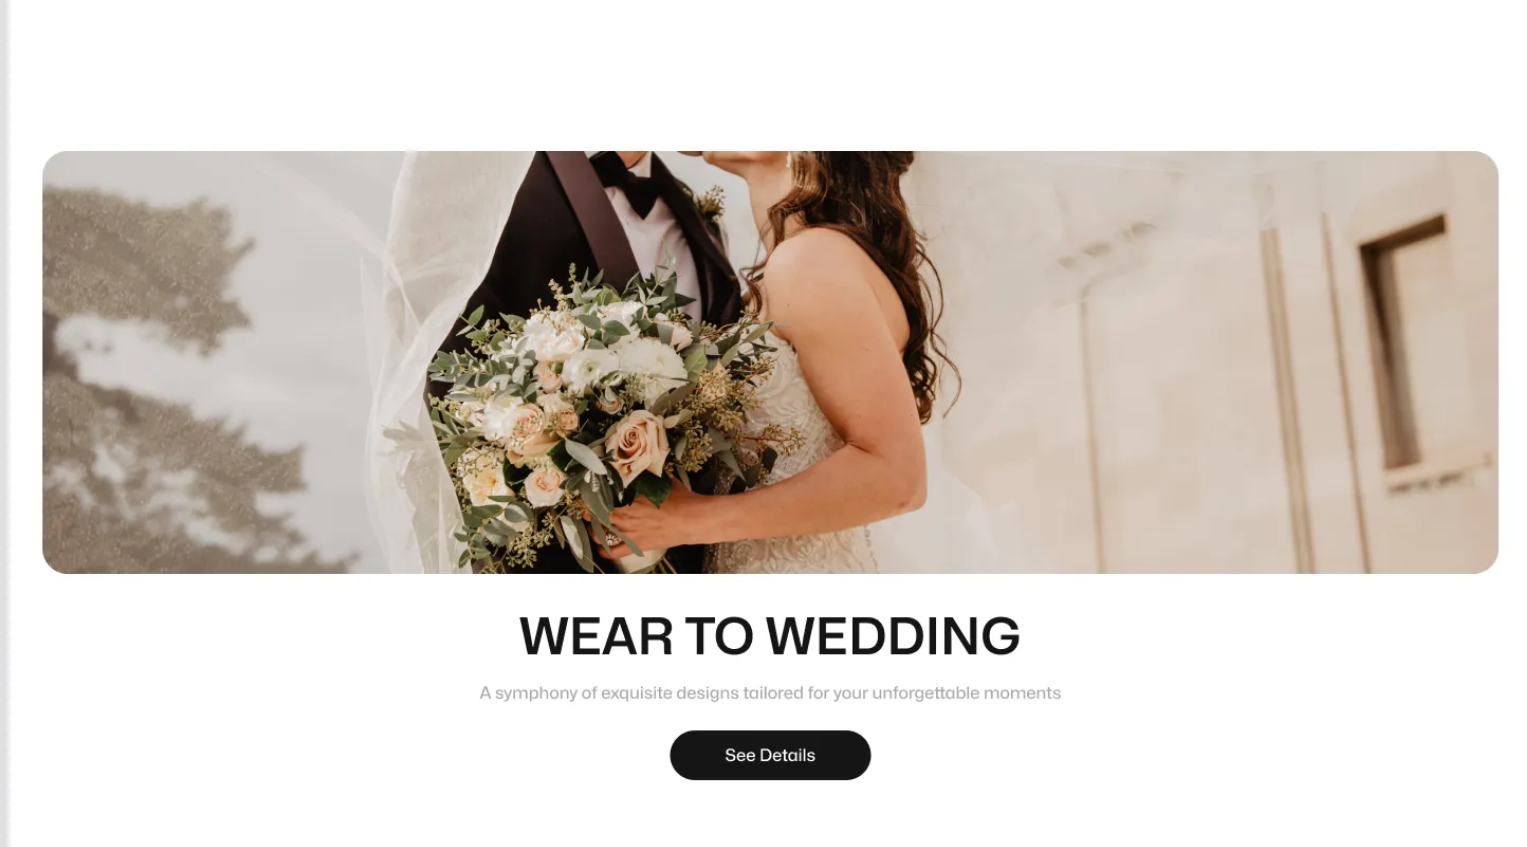 WEAR TO WEDDING
A symphony of exquisite designs tailored for your unforgettable moments
See Details